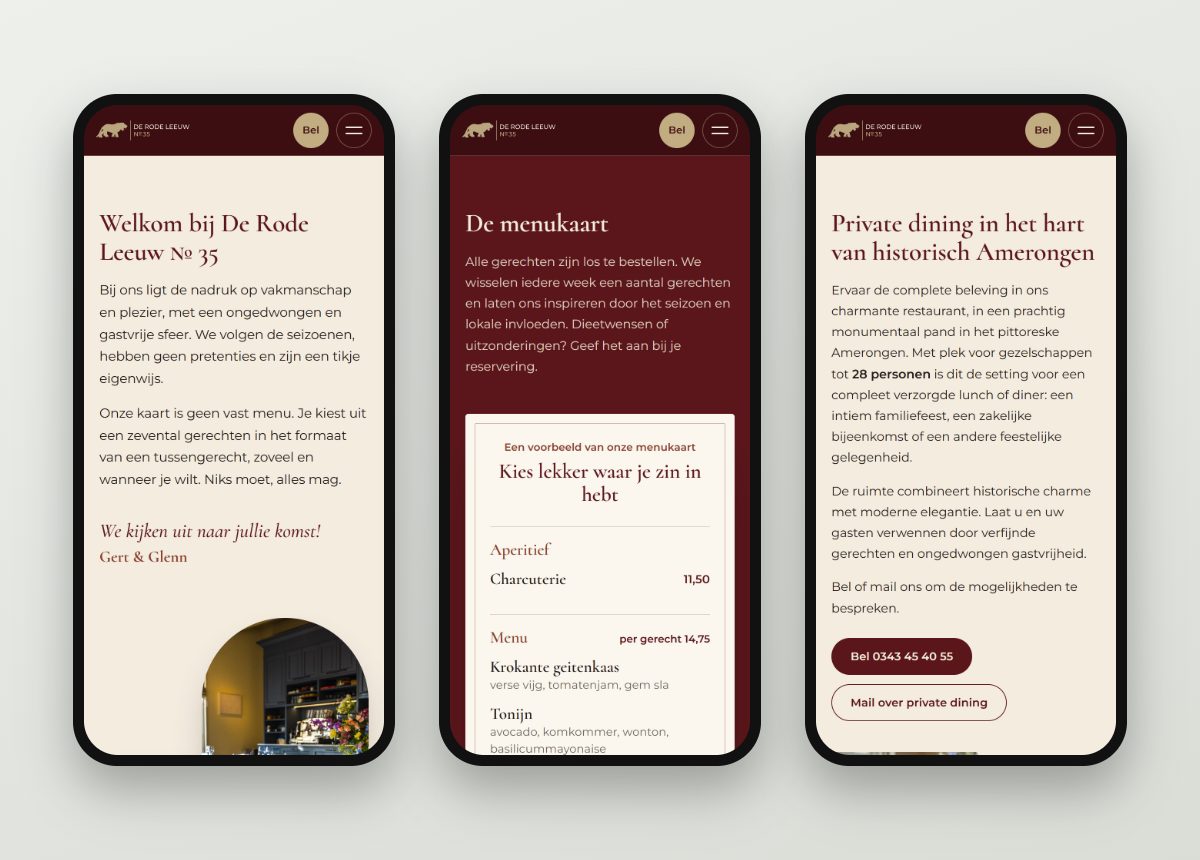 DE RODE LEEUW
Nº35
Bel
Welkom bij De Rode
Leeuw № 35
Bij ons ligt de nadruk op vakmanschap
en plezier, met een ongedwongen en
gastvrije sfeer. We volgen de seizoenen,
hebben geen pretenties en zijn een tikje
eigenwijs.
Onze kaart is geen vast menu. Je kiest uit
een zevental gerechten in het formaat
van een tussengerecht, zoveel en
wanneer je wilt. Niks moet, alles mag.
We kijken uit naar jullie komst!
Gert & Glenn
DE RODE LEEUW
Nº35
Bel
De menukaart
Alle gerechten zijn los te bestellen. We
wisselen iedere week een aantal gerechten
en laten ons inspireren door het seizoen en
lokale invloeden. Dieetwensen of
uitzonderingen? Geef het aan bij je
reservering.
Een voorbeeld van onze menukaart
Kies lekker waar je zin in
hebt
Aperitief
Charcuterie 11,50
Menu per gerecht 14,75
Krokante geitenkaas
verse vijg, tomatenjam, gem sla
Tonijn
avocado, komkommer, wonton,
basilicummayonaise
DE RODE LEEUW
Nº35
Bel
Private dining in het hart
van historisch Amerongen
Ervaar de complete beleving in ons
charmante restaurant, in een prachtig
monumentaal pand in het pittoreske
Amerongen. Met plek voor gezelschappen
tot 28 personen is dit de setting voor een
compleet verzorgde lunch of diner: een
intiem familiefeest, een zakelijke
bijeenkomst of een andere feestelijke
gelegenheid.
De ruimte combineert historische charme
met moderne elegantie. Laat u en uw
gasten verwennen door verfijnde
gerechten en ongedwongen gastvrijheid.
Bel of mail ons om de mogelijkheden te
bespreken.
Bel 0343 45 40 55
Mail over private dining